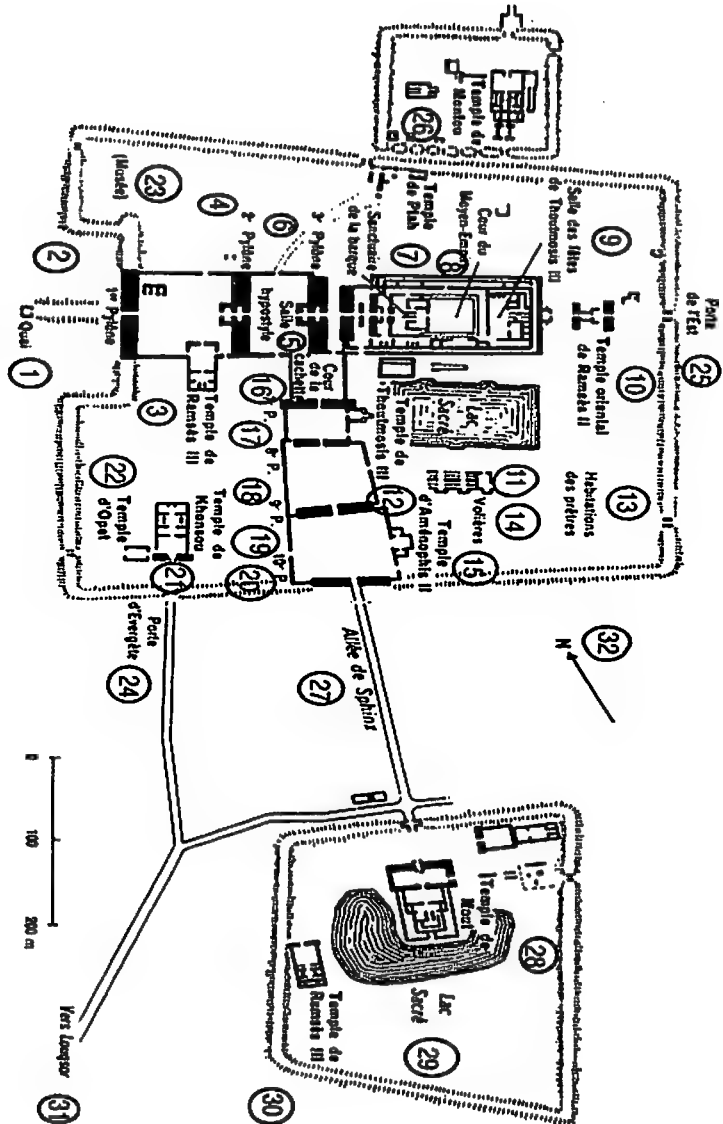 Temple de
Montou
26
Temple
de Ptah
Sanctuaire
de la barque
7
Cour du
Moyen-Empire
8
Salle des fêtes
de Thoutmosis III
9
Porte
de l'Est
25
Temple oriental
de Ramsès II
10
(Musée)
23
4
3e Pylône
6
2e Pylône
2
1er Pylône
Quai
1
3
Temple de
Ramsès III
Salle
hypostyle
5
Cour de la
cachette
16
7e P.
17
8e P.
18
9e P.
19
10e P.
20
Lac
Sacré
Temple de
Thoutmosis III
11
Volières
14
12
Temple
d'Aménophis II
15
Habitations
des prêtres
13
22
Temple
d'Opet
Temple de
Khonsou
21
Porte
d'Evergète
24
Allée de Sphinx
27
N
32
0
100
200 m
Temple de
Mout
28
Lac
Sacré
29
Temple de
Ramsès III
30
Vers Louqsor
31